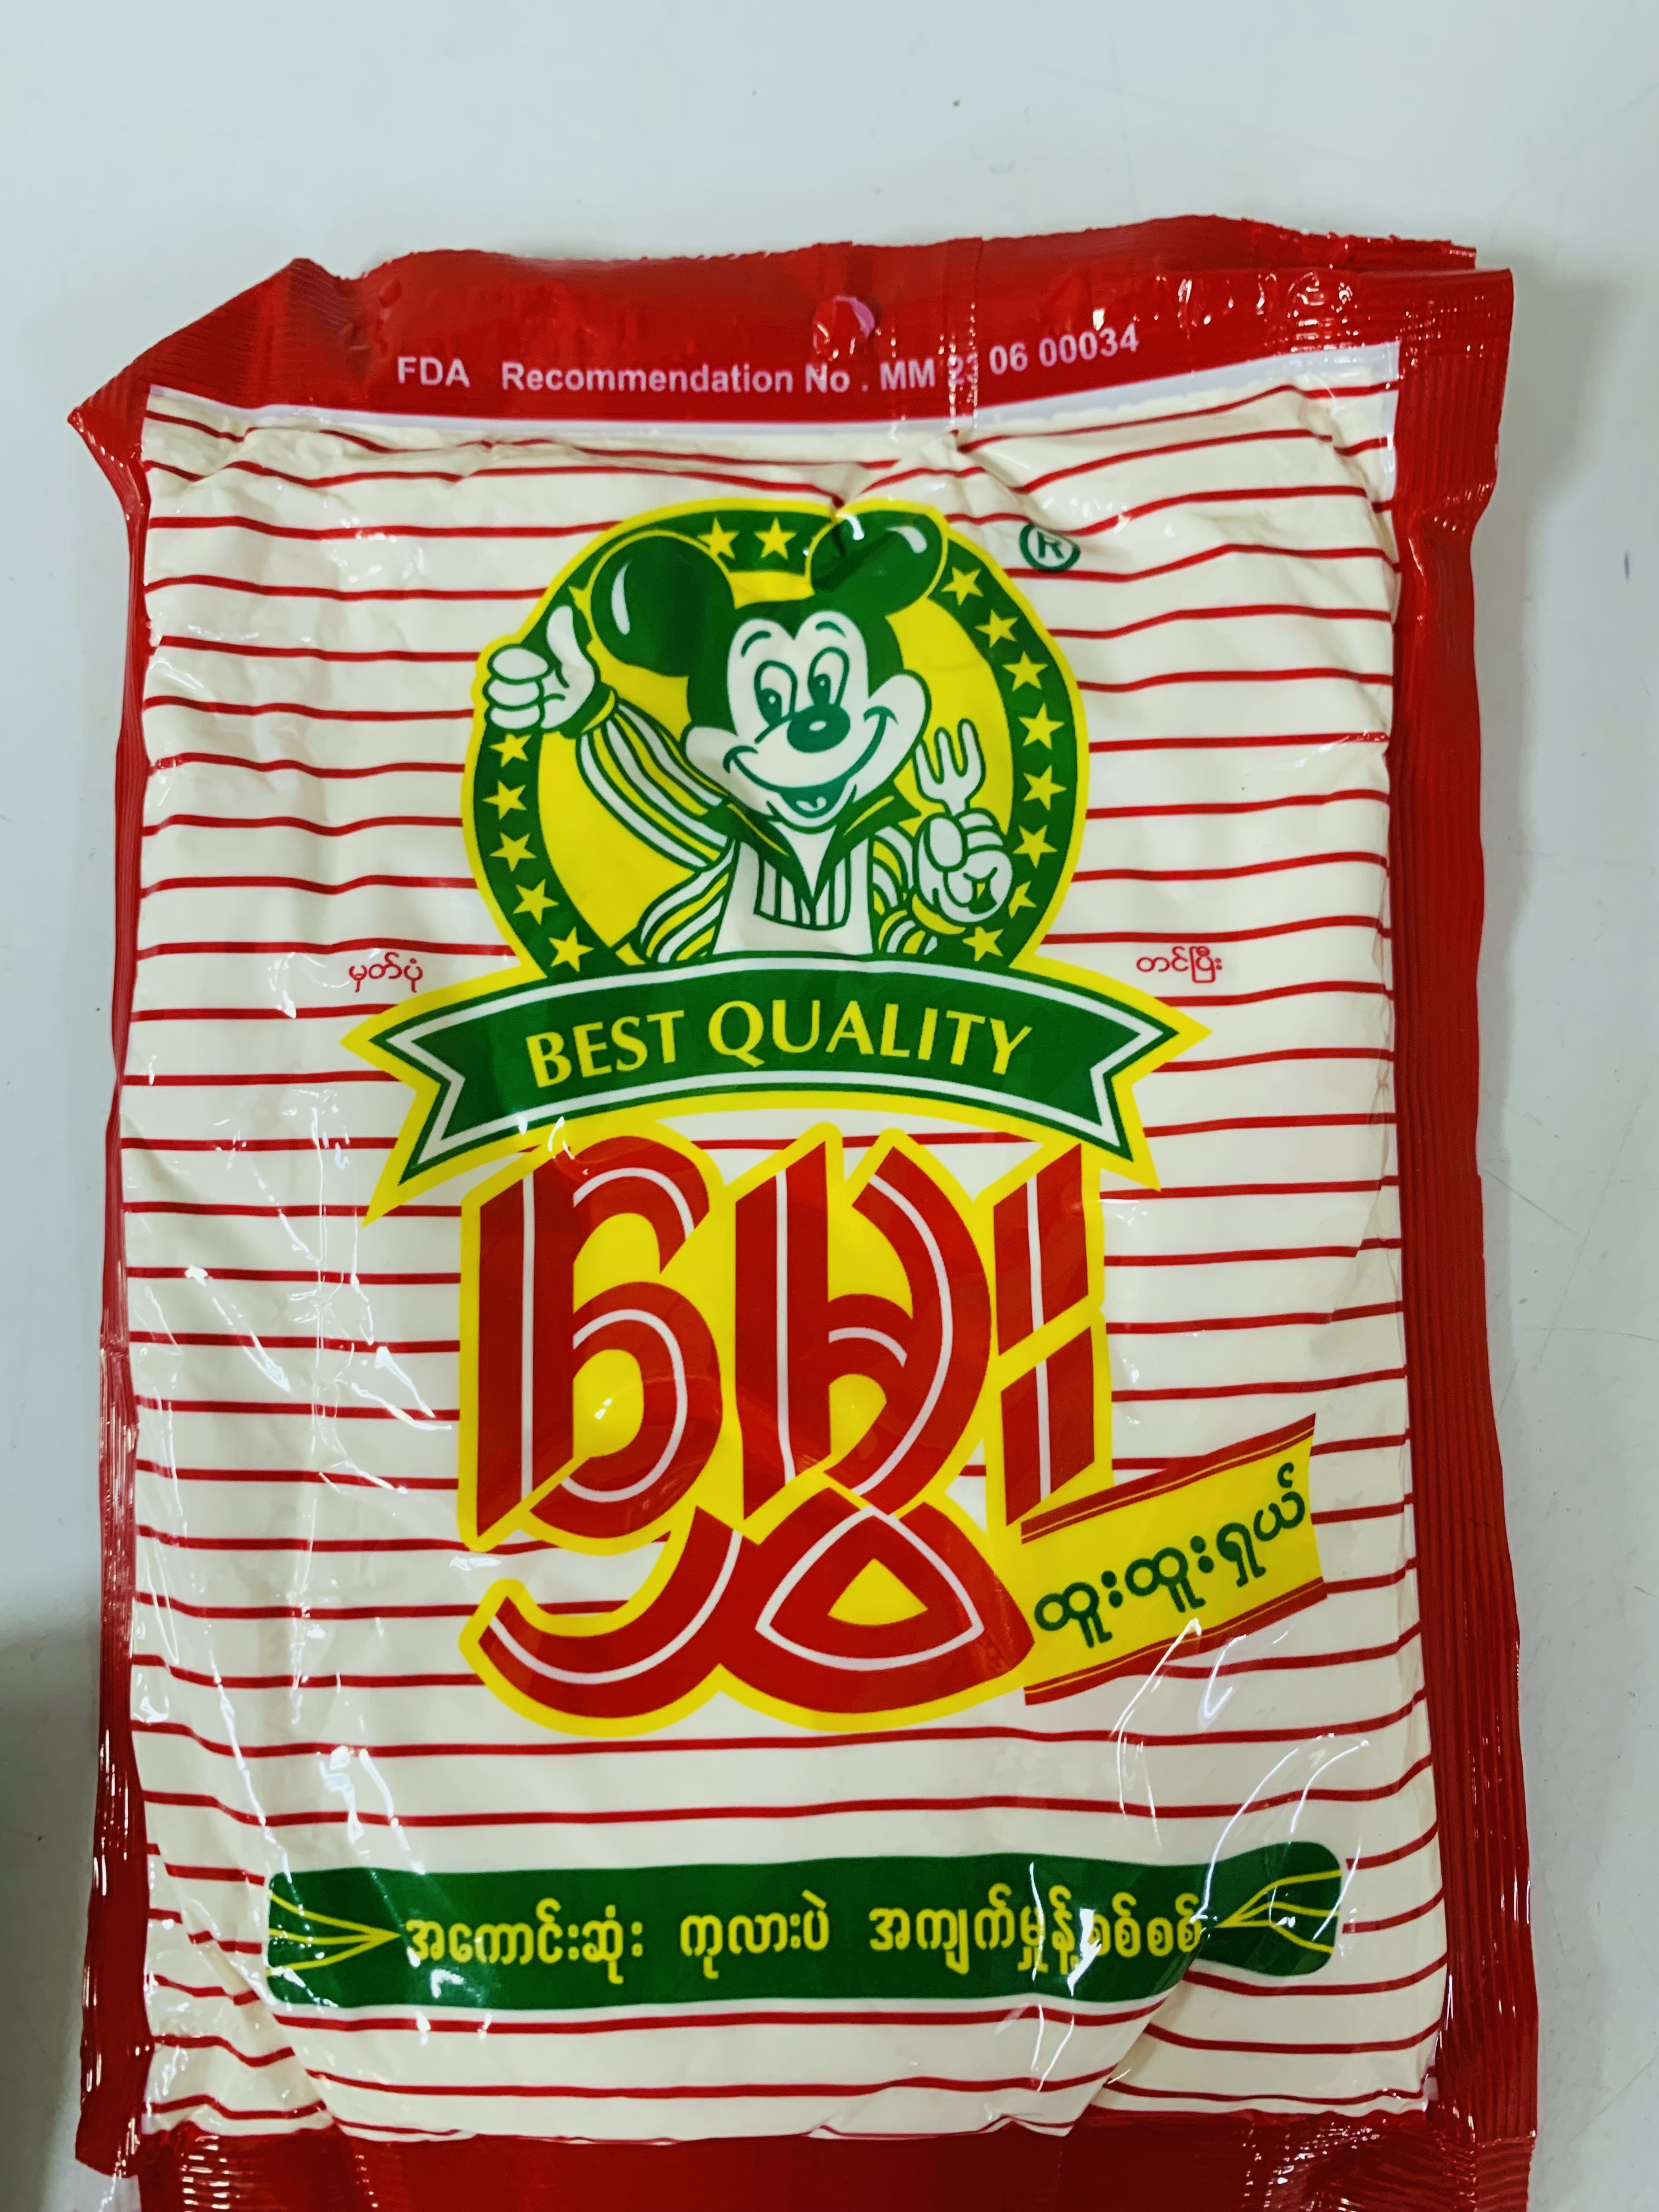 FDA Recommendation No . MM 23 06 00034
®
မှတ်ပုံ တင်ပြီး
BEST QUALITY
BHL
ထူးထူးရှယ်
အကောင်းဆုံး ကုလားပဲ အကျက်မှုန့်စစ်စစ်